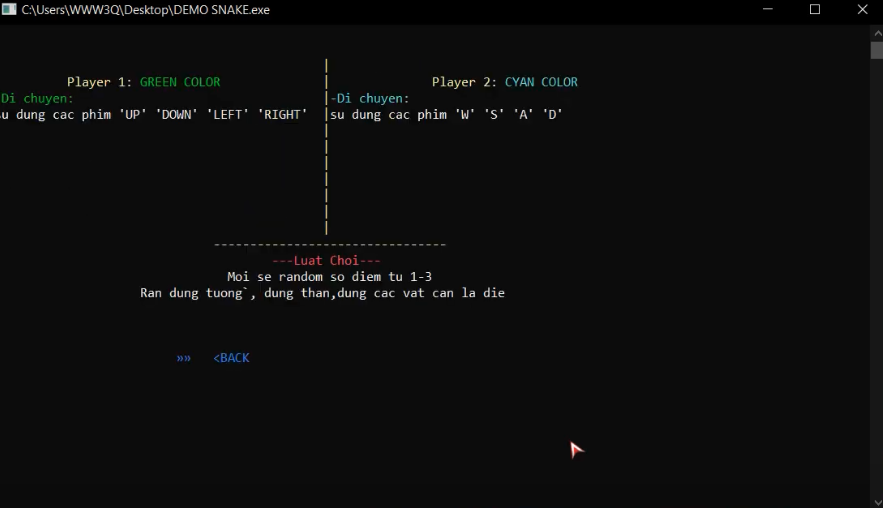 C:\Users\WWW3Q\Desktop\DEMO SNAKE.exe
Player 1: GREEN COLOR
Di chuyen:
su dung cac phim 'UP' 'DOWN' 'LEFT' 'RIGHT'
Player 2: CYAN COLOR
-Di chuyen:
su dung cac phim 'W' 'S' 'A' 'D'
---Luat Choi---
Moi se random so diem tu 1-3
Ran dung tuong`, dung than,dung cac vat can la die
»» <BACK